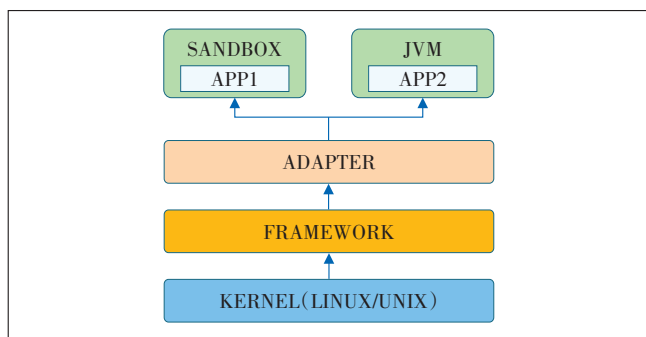 SANDBOX
APP1
JVM
APP2
ADAPTER
FRAMEWORK
KERNEL(LINUX/UNIX)